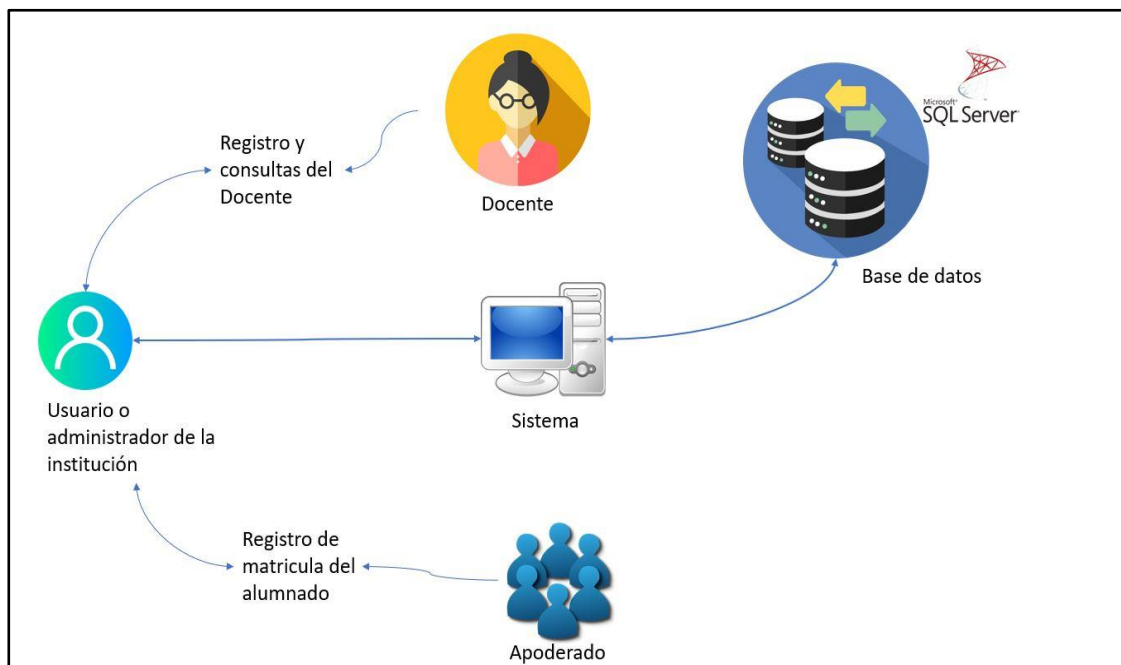 Microsoft®
SQL Server
Registro y
consultas del
Docente
Docente
Base de datos
Usuario o
administrador de la
institución
Sistema
Registro de
matricula del
alumnado
Apoderado